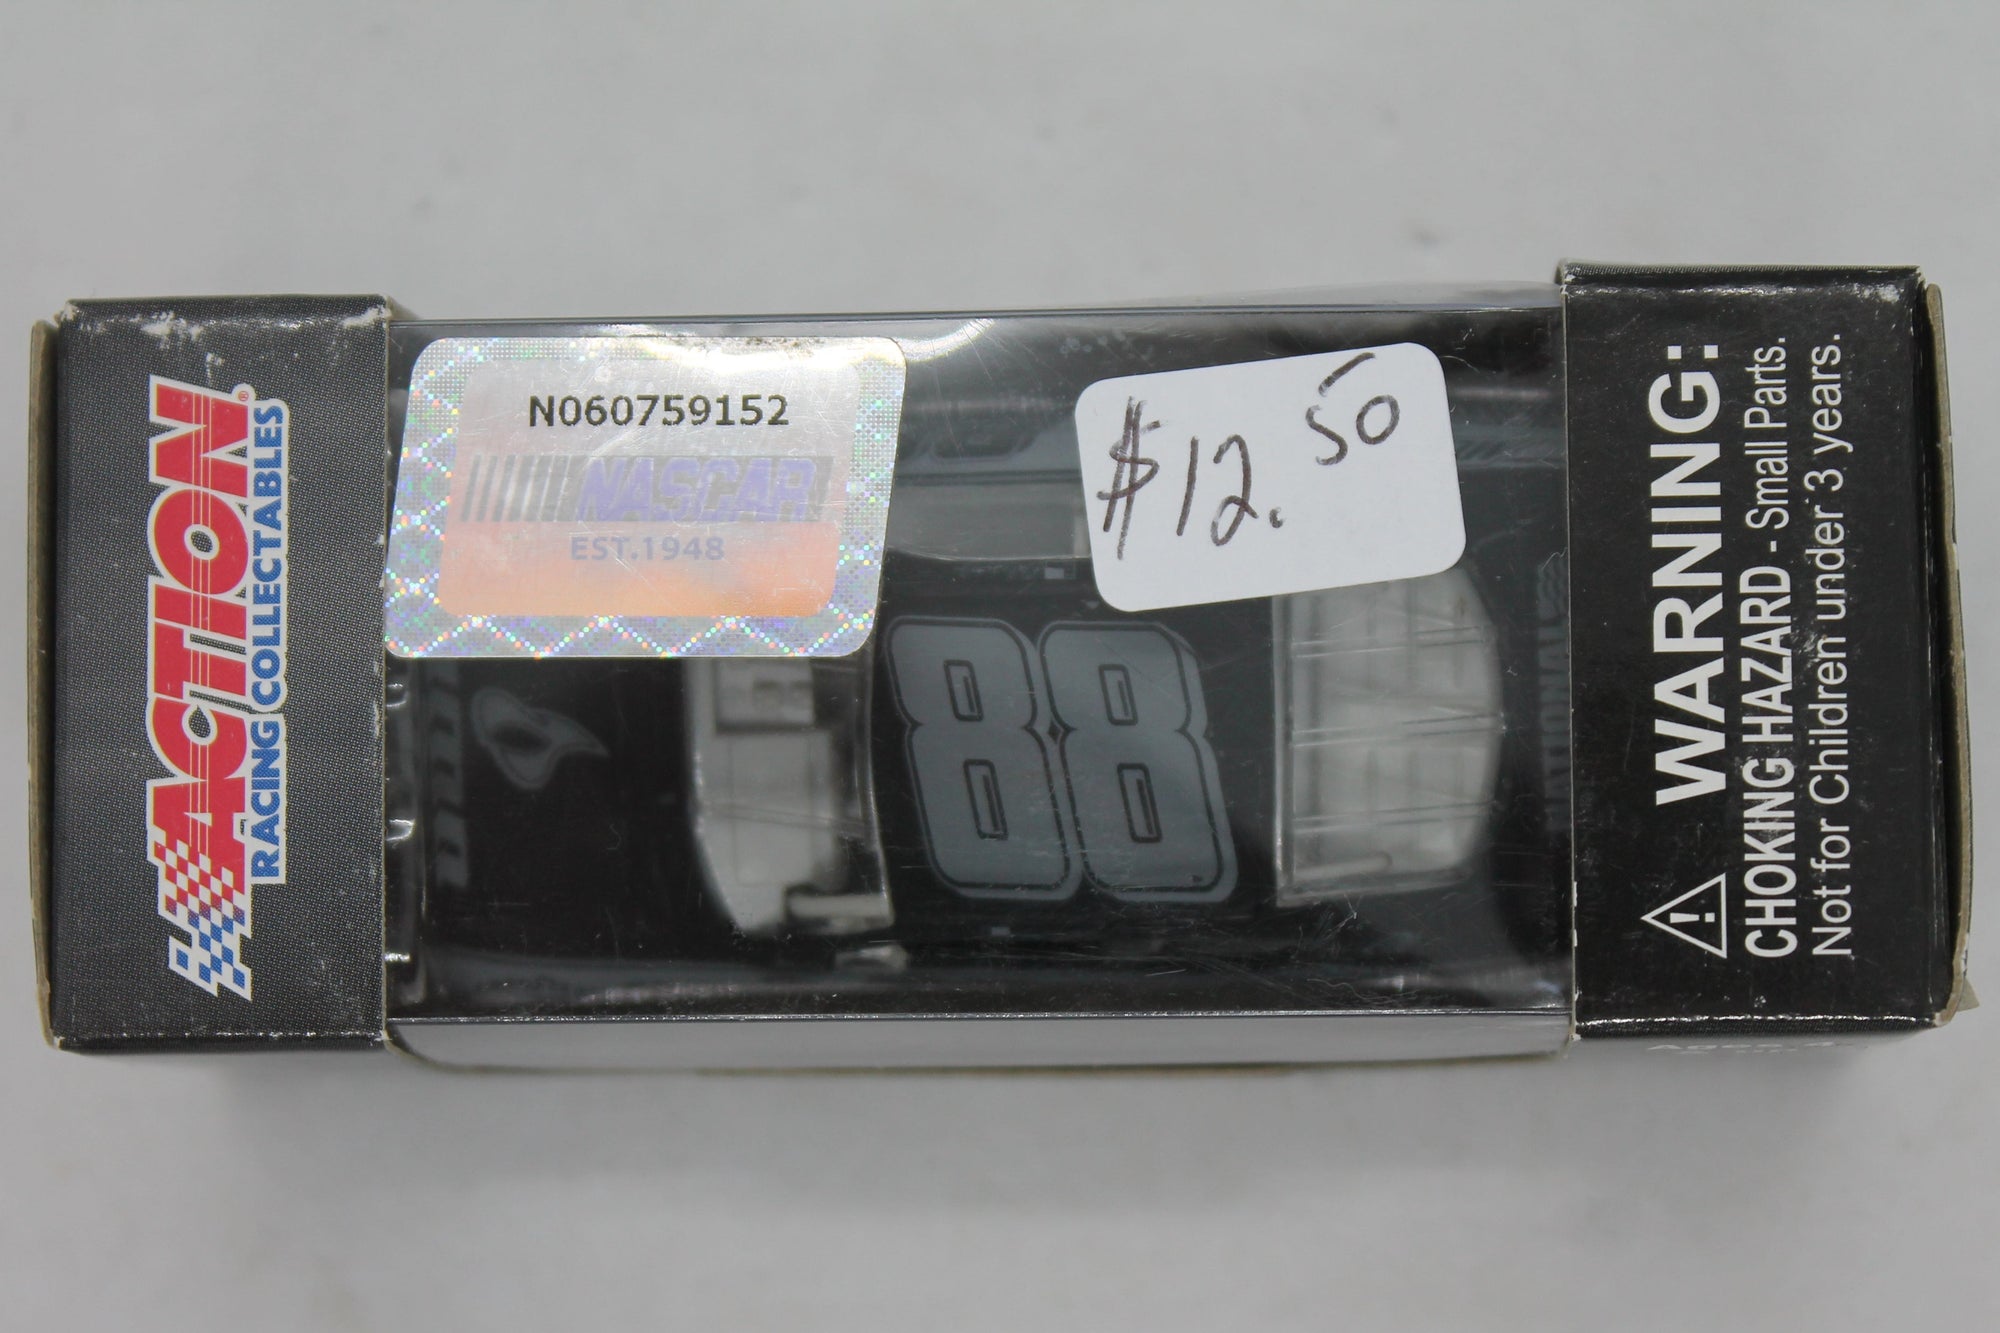 ACTION®
RACING COLLECTABLES
N060759152
NASCAR
EST.1948
$12.50
88
WARNING:
CHOKING HAZARD - Small Parts.
Not for Children under 3 years.